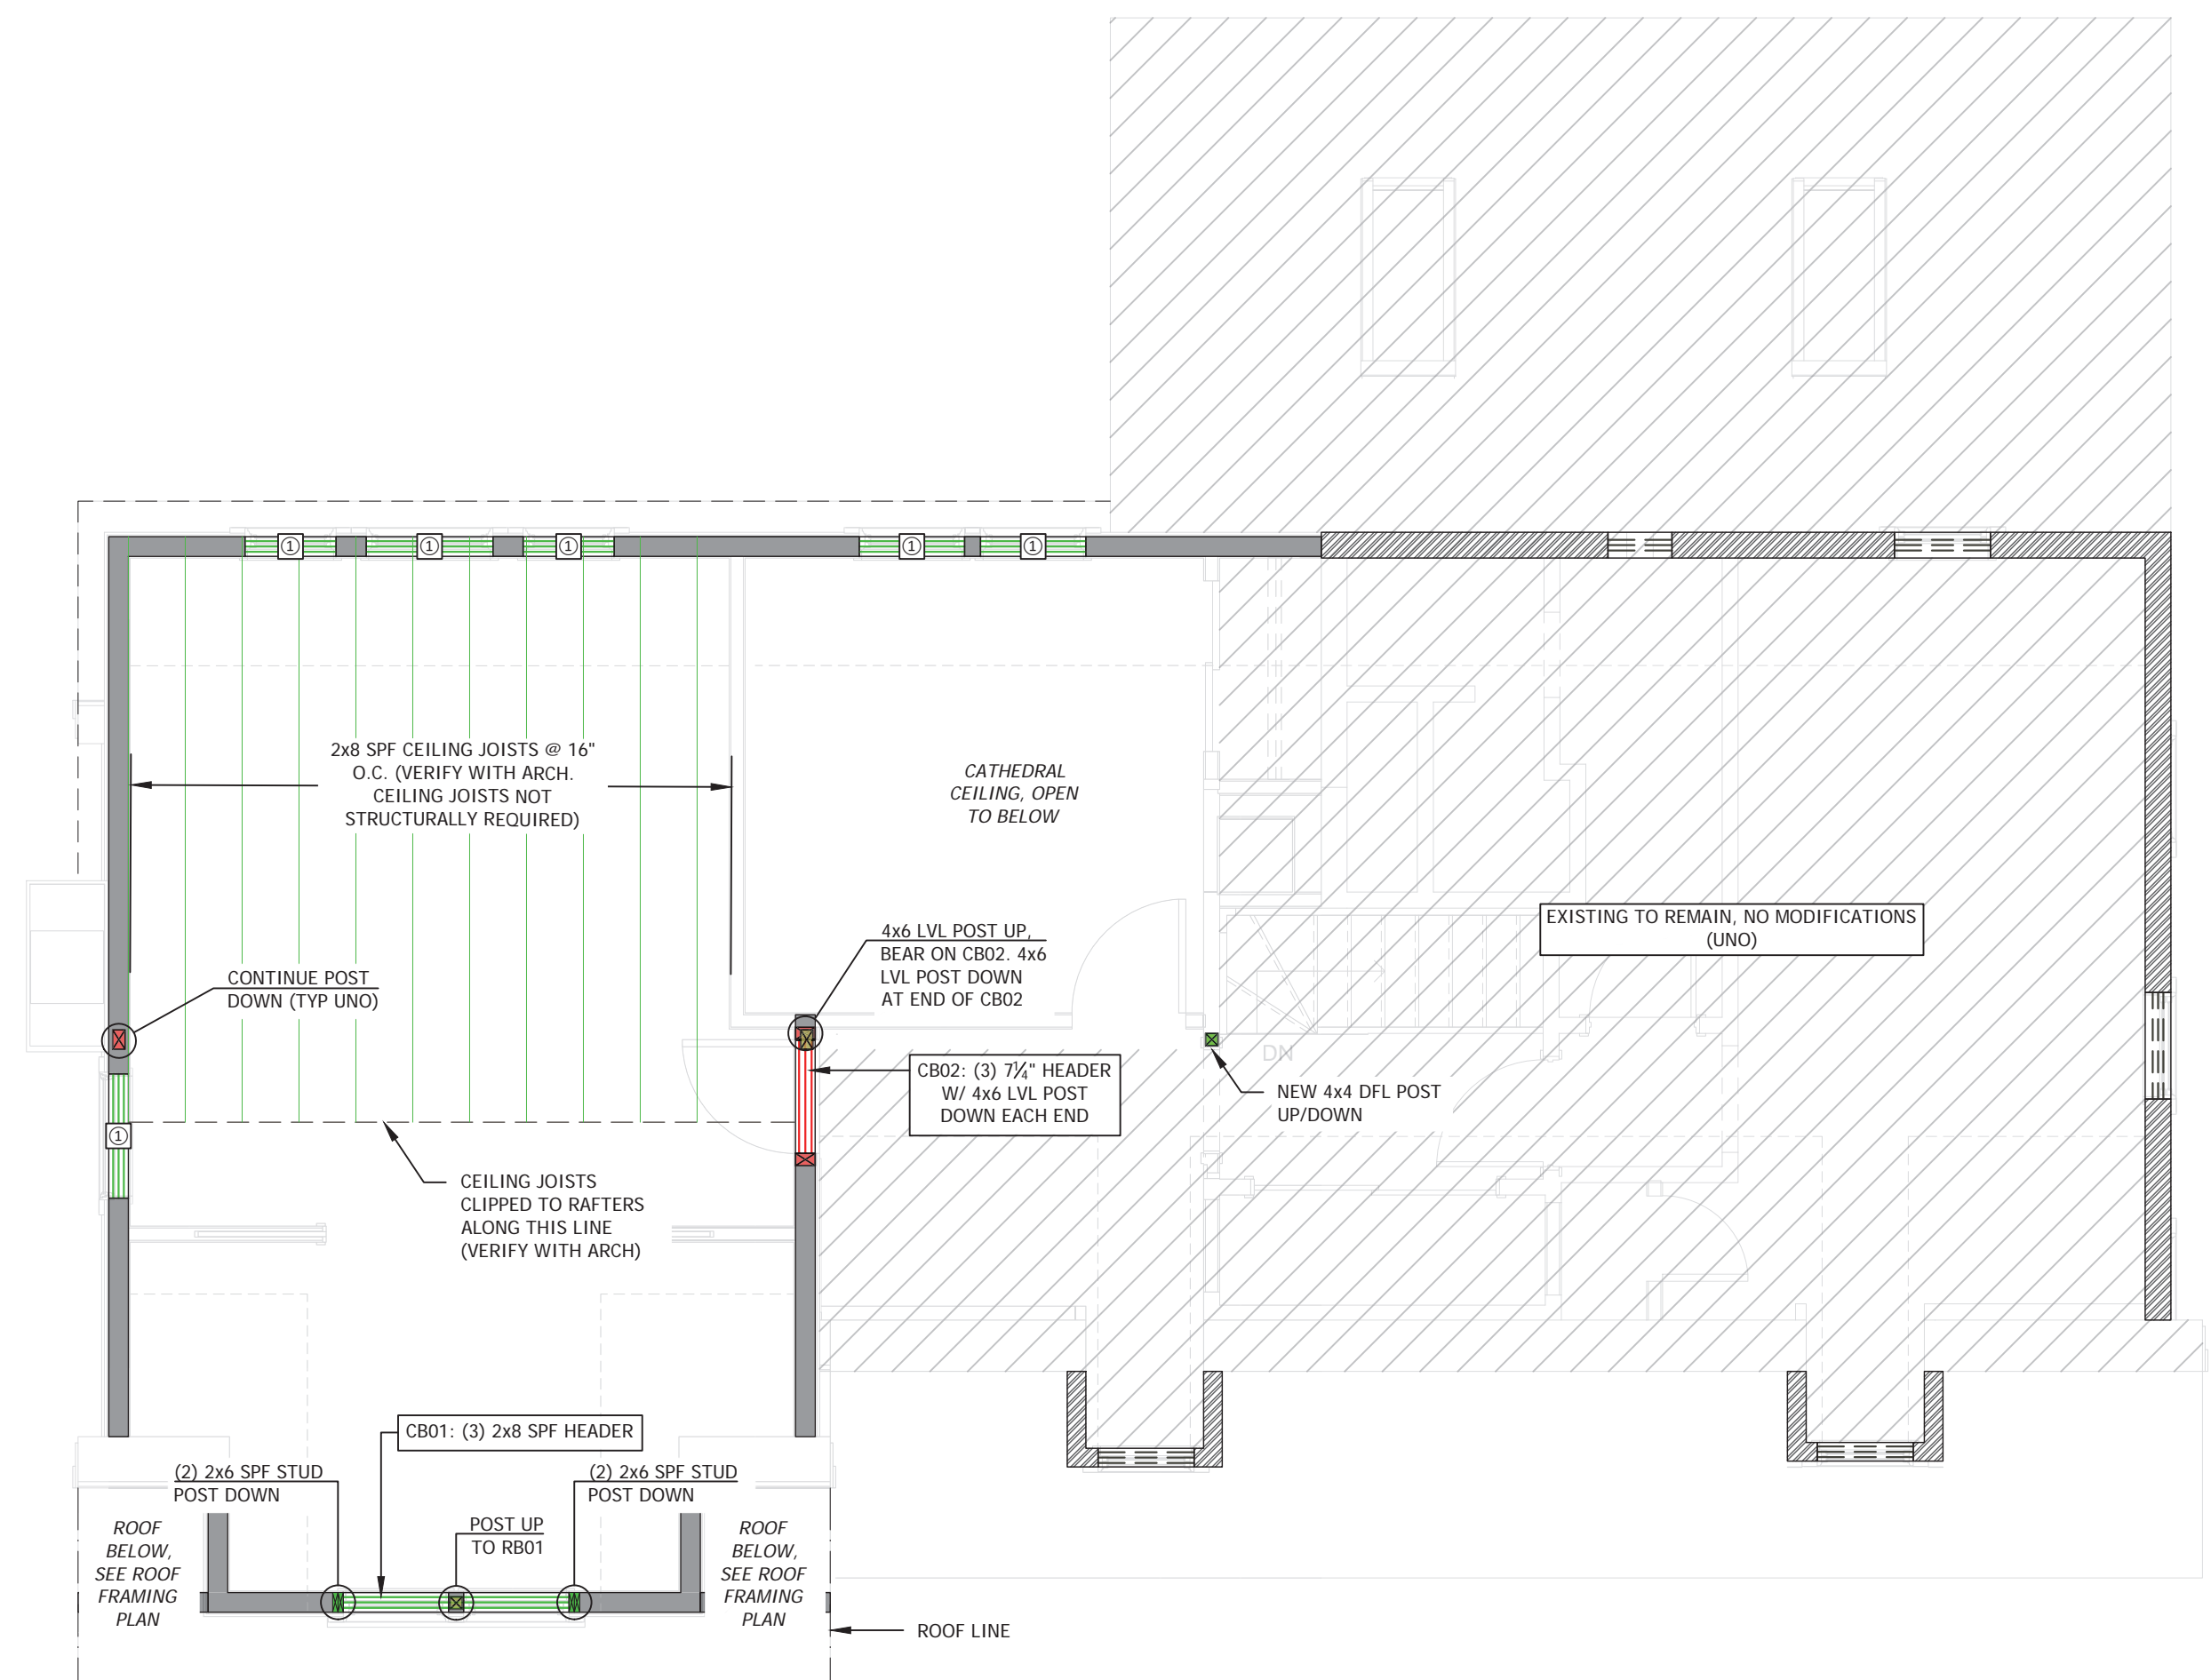 ①
①
①
①
①
2x8 SPF CEILING JOISTS @ 16"
O.C. (VERIFY WITH ARCH.
CEILING JOISTS NOT
STRUCTURALLY REQUIRED)
CATHEDRAL
CEILING, OPEN
TO BELOW
EXISTING TO REMAIN, NO MODIFICATIONS
(UNO)
4x6 LVL POST UP,
BEAR ON CB02. 4x6
LVL POST DOWN
AT END OF CB02
CONTINUE POST
DOWN (TYP UNO)
DN
CB02: (3) 7¼" HEADER
W/ 4x6 LVL POST
DOWN EACH END
NEW 4x4 DFL POST
UP/DOWN
①
CEILING JOISTS
CLIPPED TO RAFTERS
ALONG THIS LINE
(VERIFY WITH ARCH)
CB01: (3) 2x8 SPF HEADER
(2) 2x6 SPF STUD
POST DOWN
(2) 2x6 SPF STUD
POST DOWN
POST UP
TO RB01
ROOF
BELOW,
SEE ROOF
FRAMING
PLAN
ROOF
BELOW,
SEE ROOF
FRAMING
PLAN
ROOF LINE